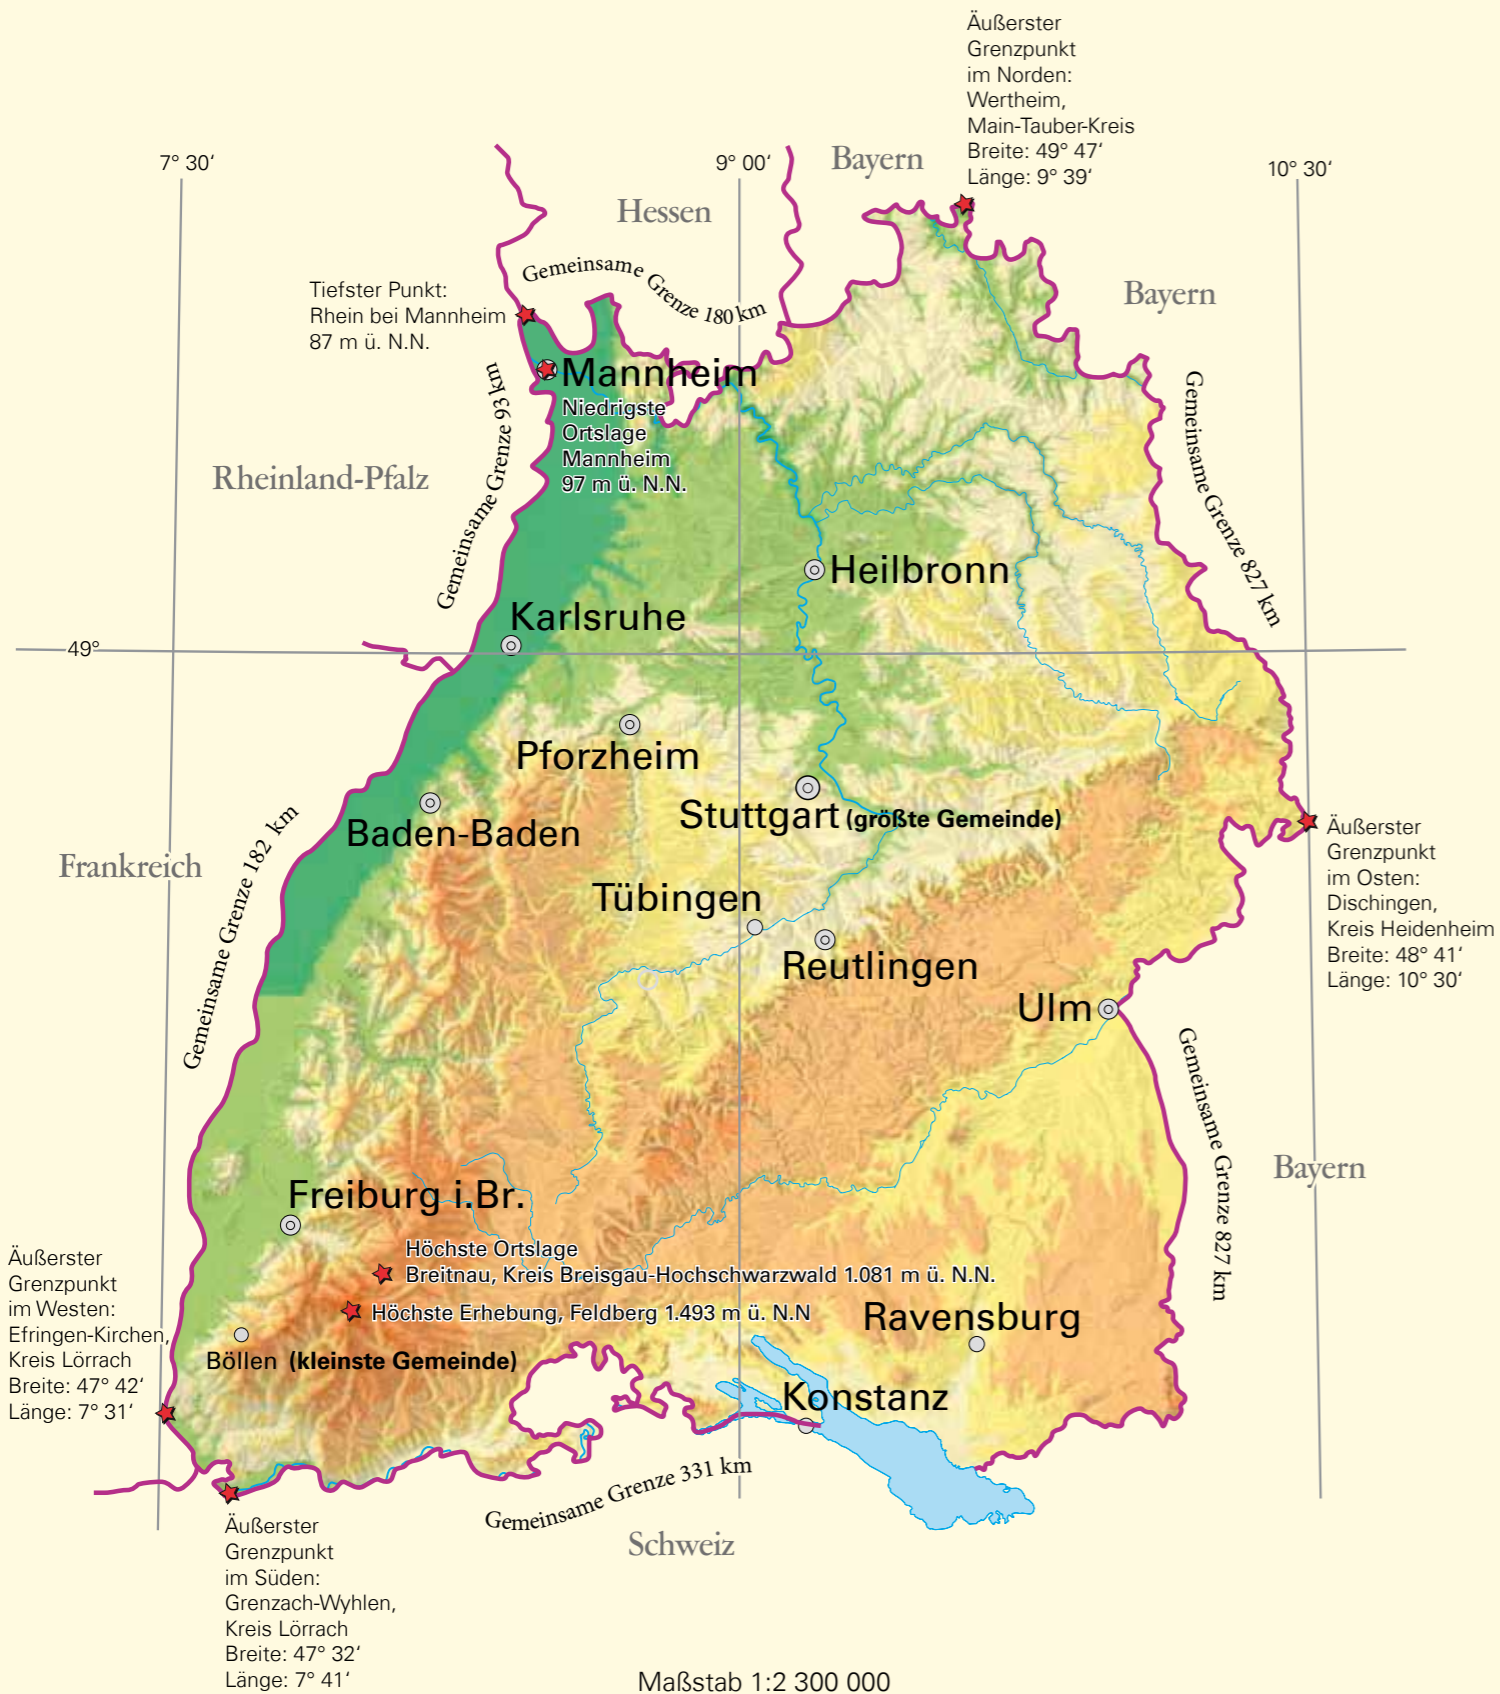 Äußerster
Grenzpunkt
im Norden:
Wertheim,
Main-Tauber-Kreis
Breite: 49° 47‘
Länge: 9° 39‘
7° 30‘
9° 00‘
10° 30‘
Bayern
Hessen
Gemeinsame Grenze 180 km
Bayern
Tiefster Punkt:
Rhein bei Mannheim
87 m ü. N.N.
Mannheim
Niedrigste
Ortslage
Mannheim
97 m ü. N.N.
Gemeinsame Grenze 93 km
Rheinland-Pfalz
Gemeinsame Grenze 827 km
Heilbronn
Karlsruhe
49°
Pforzheim
Stuttgart (größte Gemeinde)
Baden-Baden
Frankreich
Gemeinsame Grenze 182 km
Äußerster
Grenzpunkt
im Osten:
Dischingen,
Kreis Heidenheim
Breite: 48° 41‘
Länge: 10° 30‘
Tübingen
Reutlingen
Ulm
Gemeinsame Grenze 827 km
Bayern
Freiburg i.Br.
Höchste Ortslage
Breitnau, Kreis Breisgau-Hochschwarzwald 1.081 m ü. N.N.
Höchste Erhebung, Feldberg 1.493 m ü. N.N
Äußerster
Grenzpunkt
im Westen:
Efringen-Kirchen,
Kreis Lörrach
Breite: 47° 42‘
Länge: 7° 31‘
Böllen (kleinste Gemeinde)
Ravensburg
Konstanz
Gemeinsame Grenze 331 km
Schweiz
Äußerster
Grenzpunkt
im Süden:
Grenzach-Wyhlen,
Kreis Lörrach
Breite: 47° 32‘
Länge: 7° 41‘
Maßstab 1:2 300 000